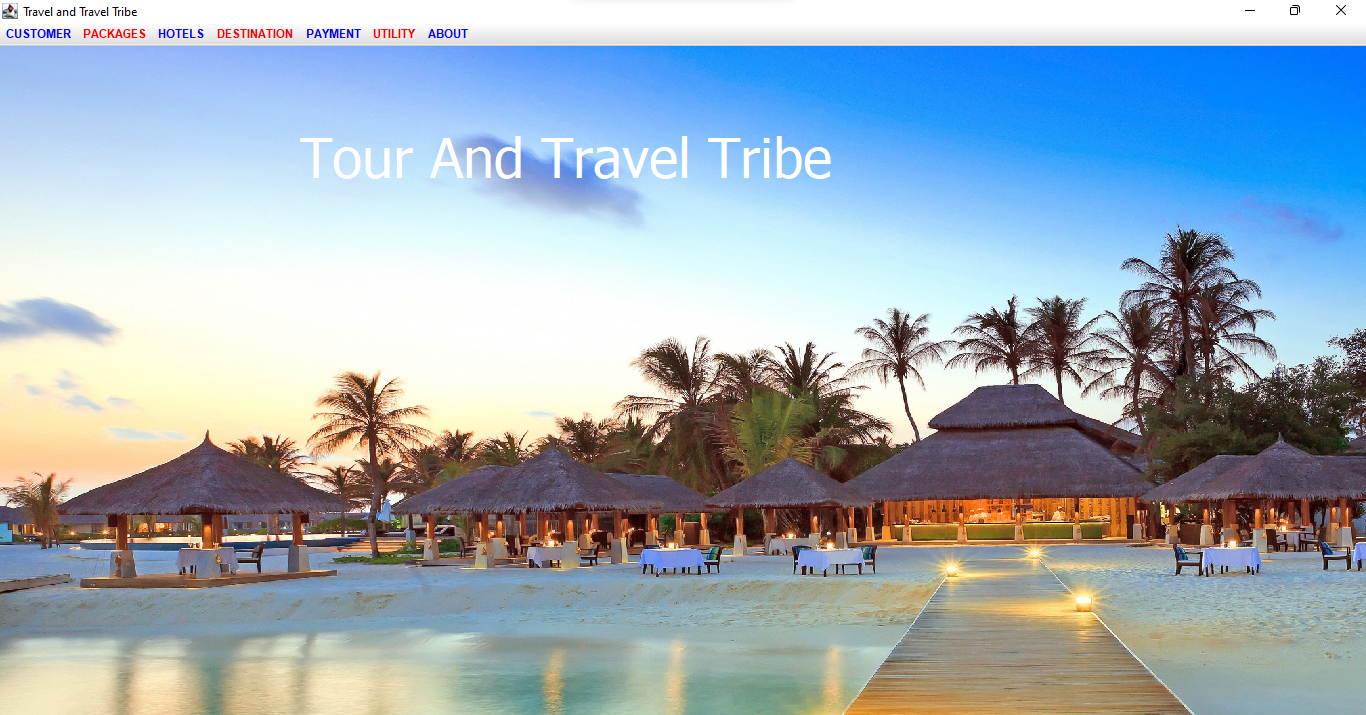 Travel and Travel Tribe
CUSTOMER PACKAGES HOTELS DESTINATION PAYMENT UTILITY ABOUT
Tour And Travel Tribe